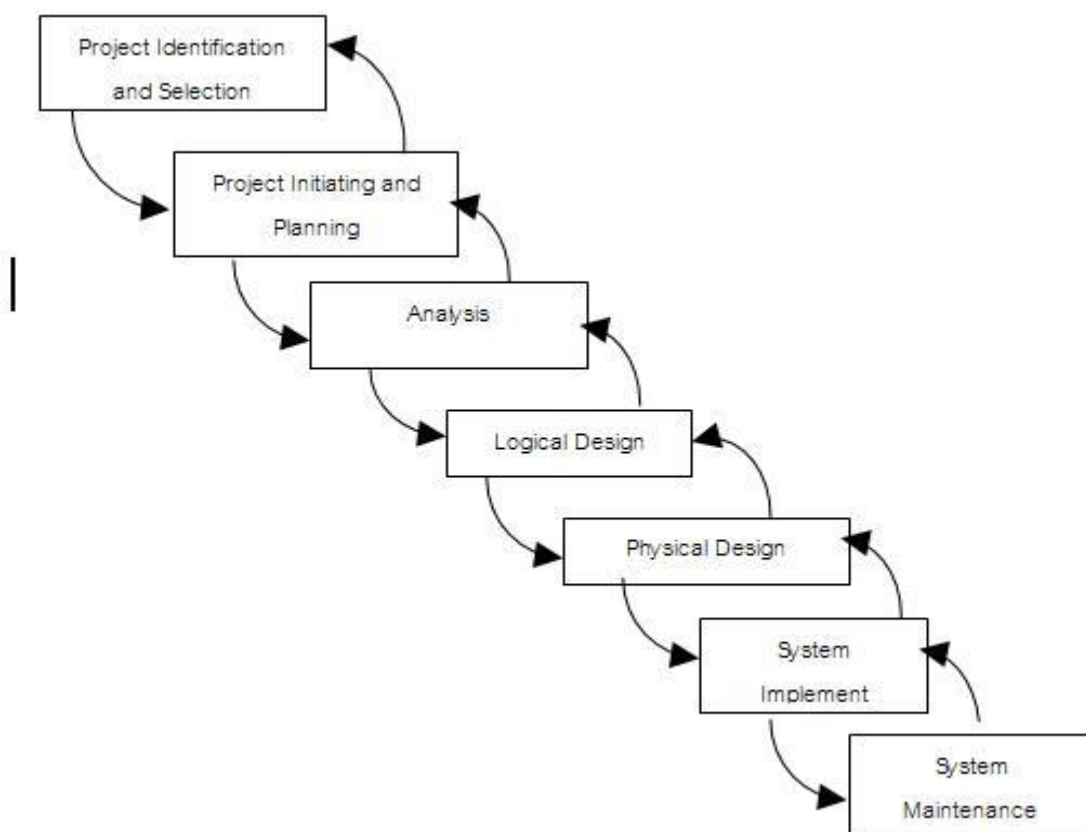 Project Identification
and Selection
Project Initiating and
Planning
Analysis
Logical Design
Physical Design
System
Implement
System
Maintenance